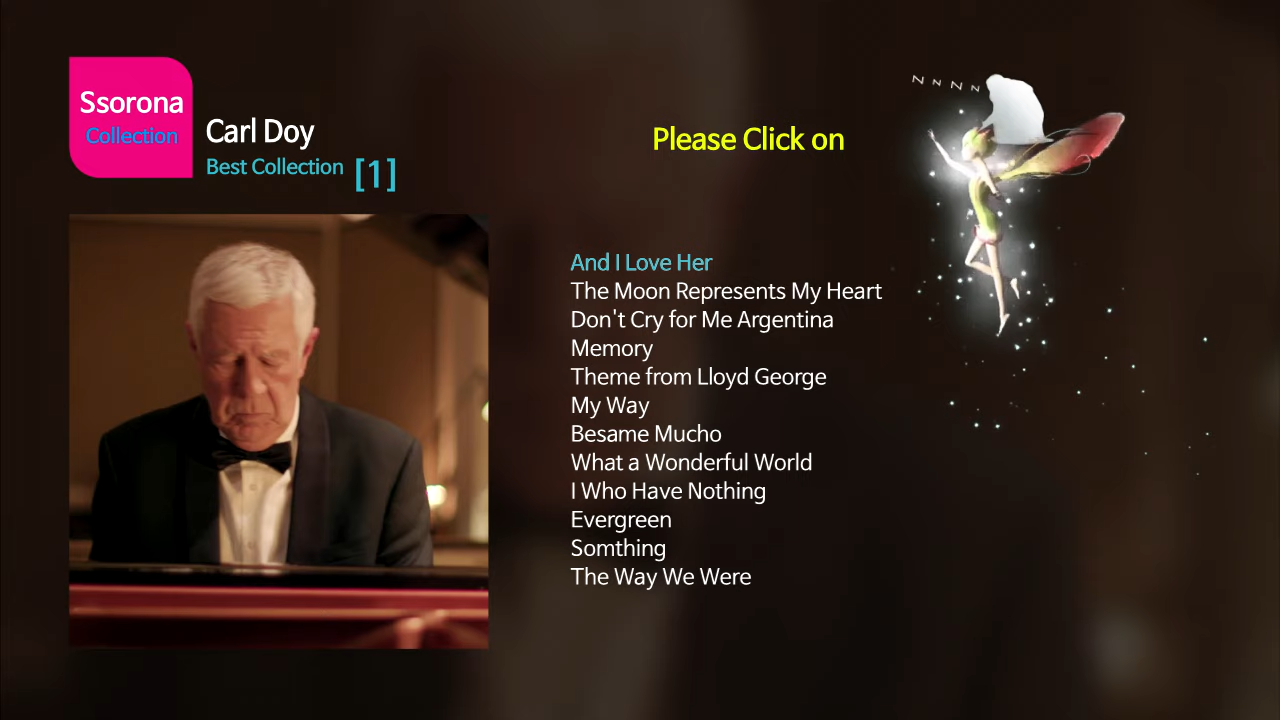 Ssorona
Collection
Carl Doy
Best Collection [1]
Please Click on
Z N Z N
And I Love Her
The Moon Represents My Heart
Don't Cry for Me Argentina
Memory
Theme from Lloyd George
My Way
Besame Mucho
What a Wonderful World
I Who Have Nothing
Evergreen
Somthing
The Way We Were